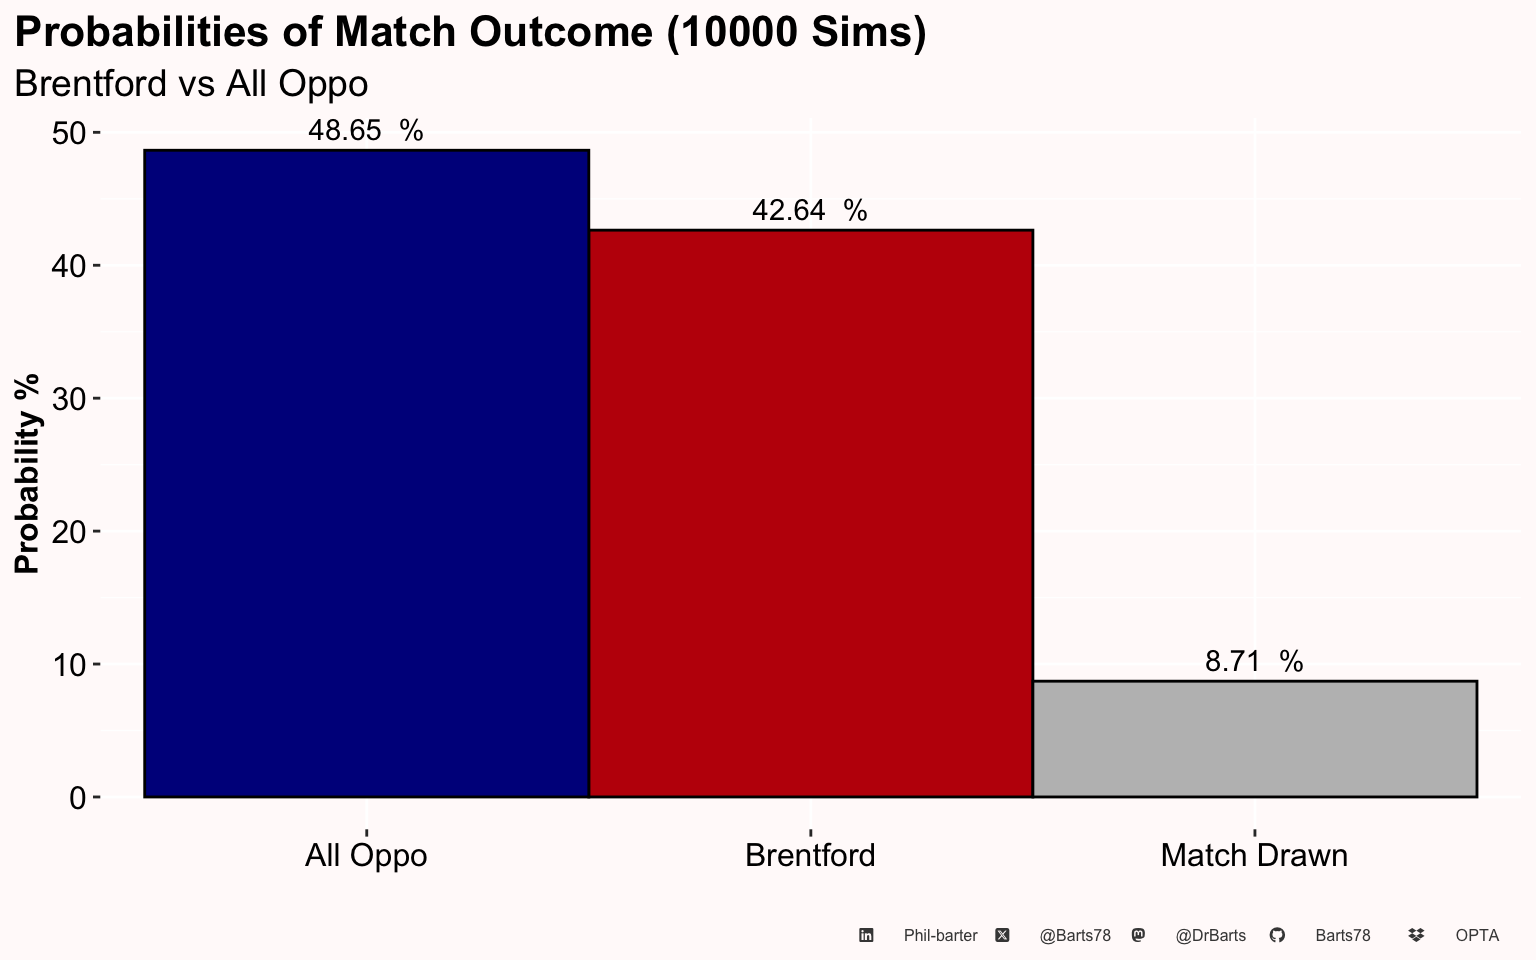 Probabilities of Match Outcome (10000 Sims)
Brentford vs All Oppo
50
48.65 %
42.64 %
40
30
Probability %
20
10
8.71 %
0
All Oppo
Brentford
Match Drawn
Phil-barter @Barts78 @DrBarts Barts78 OPTA